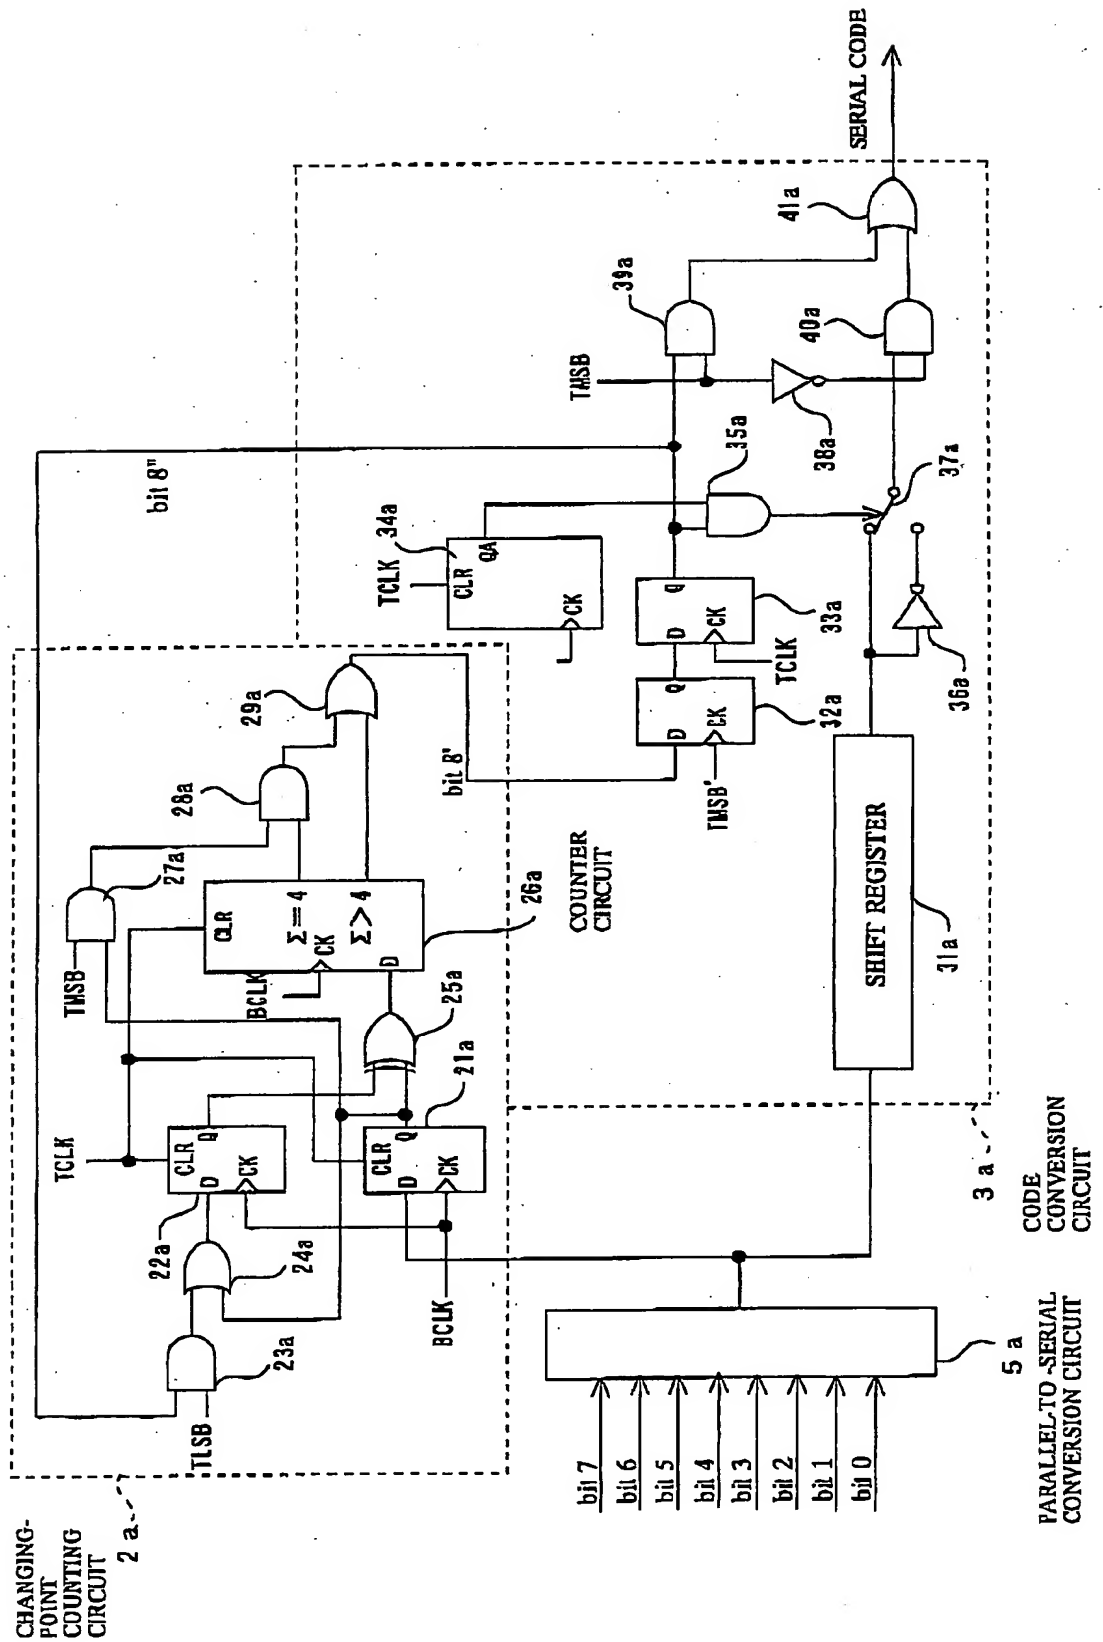 CHANGING-
POINT
COUNTING
CIRCUIT
2a
TLSB
23a
24a
22a
TCLK
CLR
D
Q
CK
BCLK
CLR
D
Q
CK
21a
25a
TMSB
27a
BCLK
CLR
Σ=4
CK
Σ>4
D
26a
COUNTER
CIRCUIT
28a
29a
bit 8'
bit 8"
bit 7
bit 6
bit 5
bit 4
bit 3
bit 2
bit 1
bit 0
5a
PARALLEL-TO-SERIAL
CONVERSION CIRCUIT
3a
CODE
CONVERSION
CIRCUIT
SHIFT REGISTER
31a
TMSB'
D
Q
CK
32a
TCLK
D
Q
CK
33a
TCLK
34a
CLR
QA
CK
35a
36a
37a
TMSB
38a
39a
40a
41a
SERIAL CODE